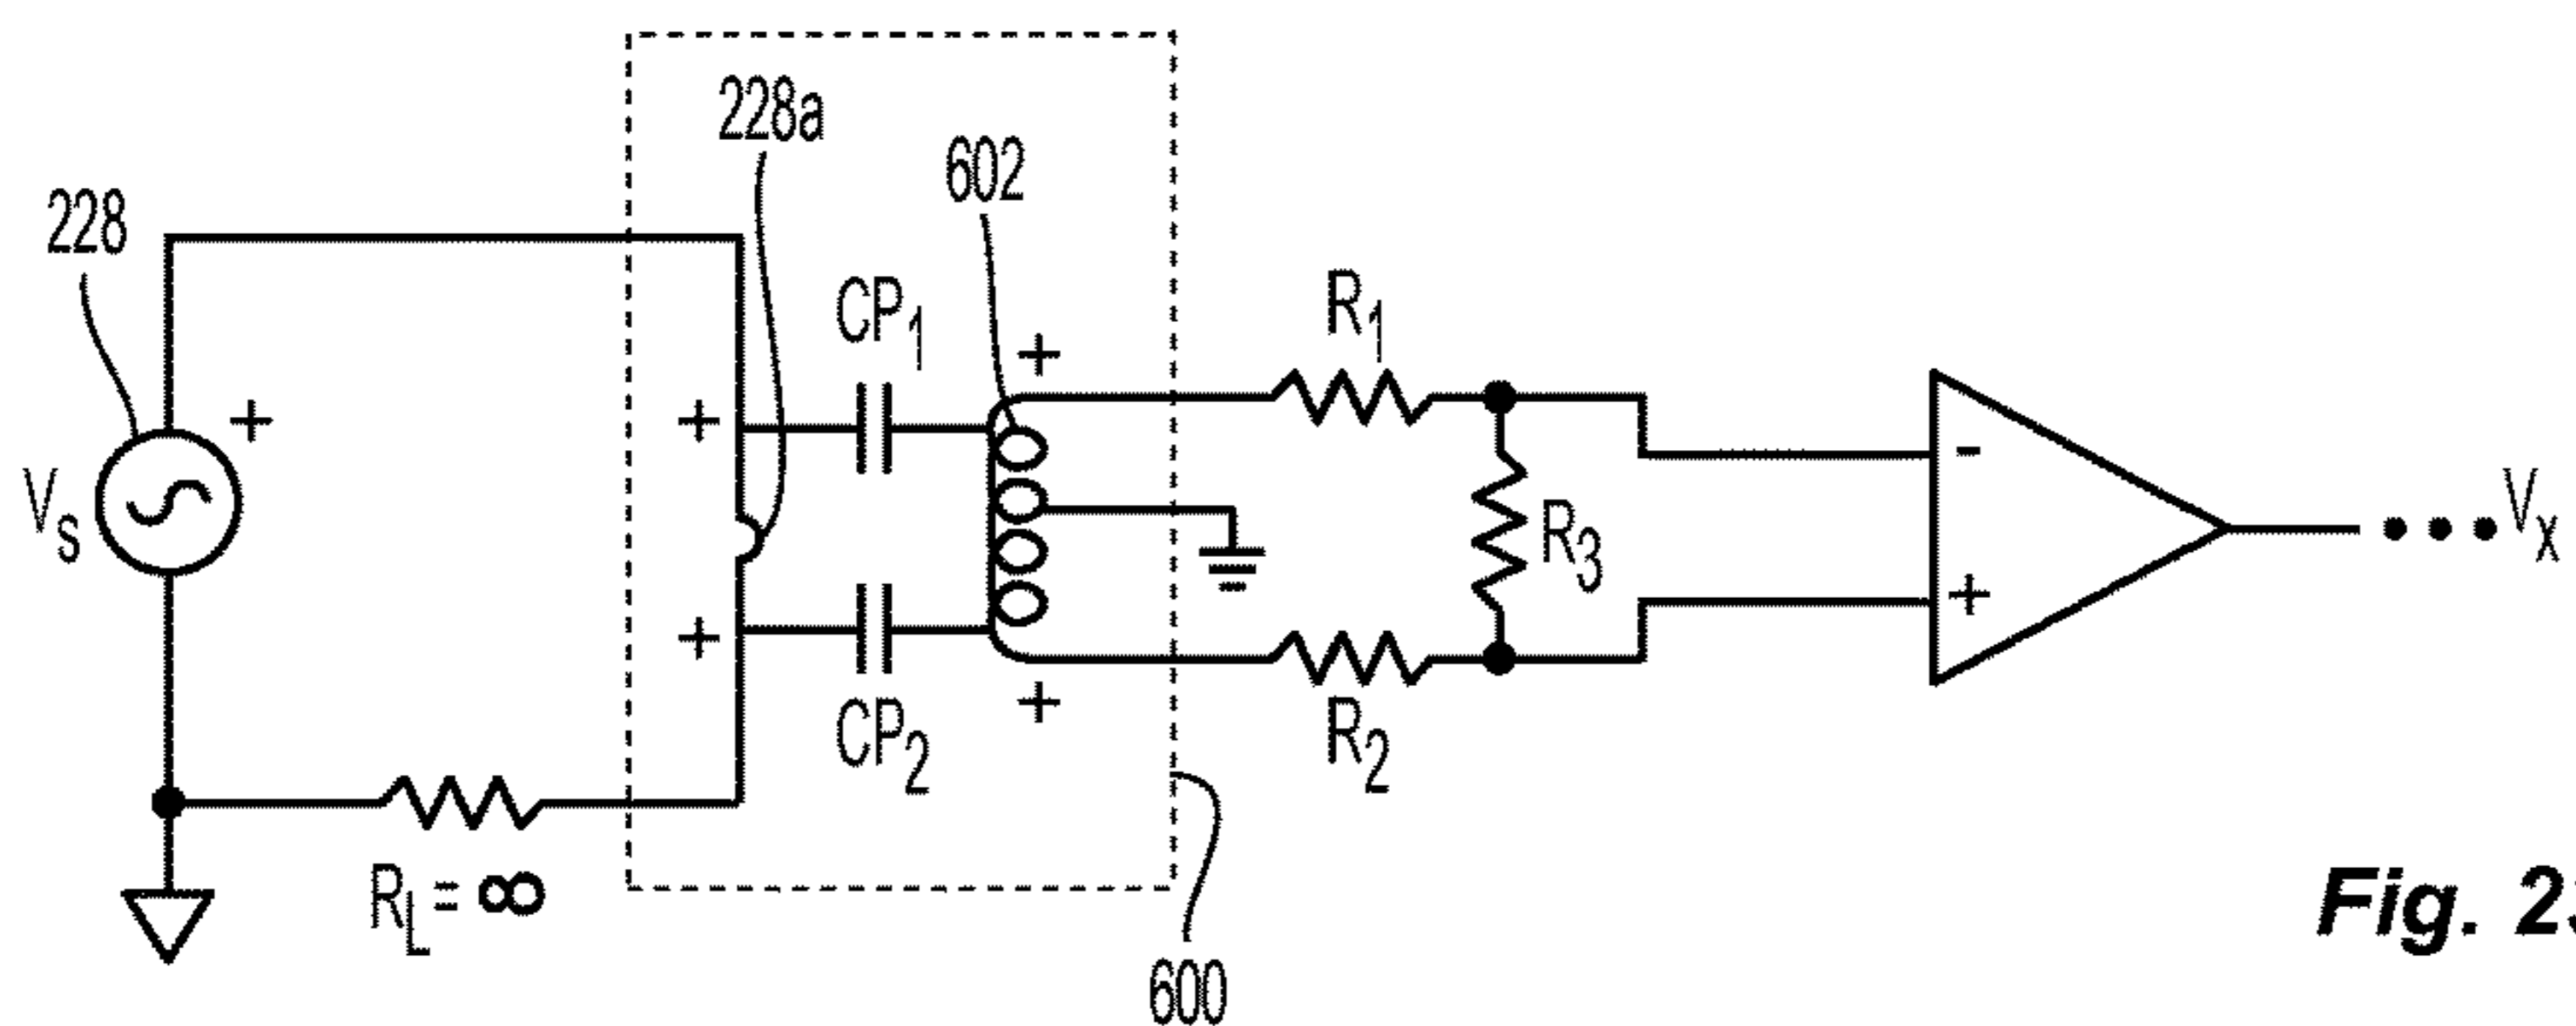 228a
602
228
CP1
R1
+
+
+
-
Vs
R3
Vx
+
+
+
CP2
R2
RL = ∞
Fig. 2
600